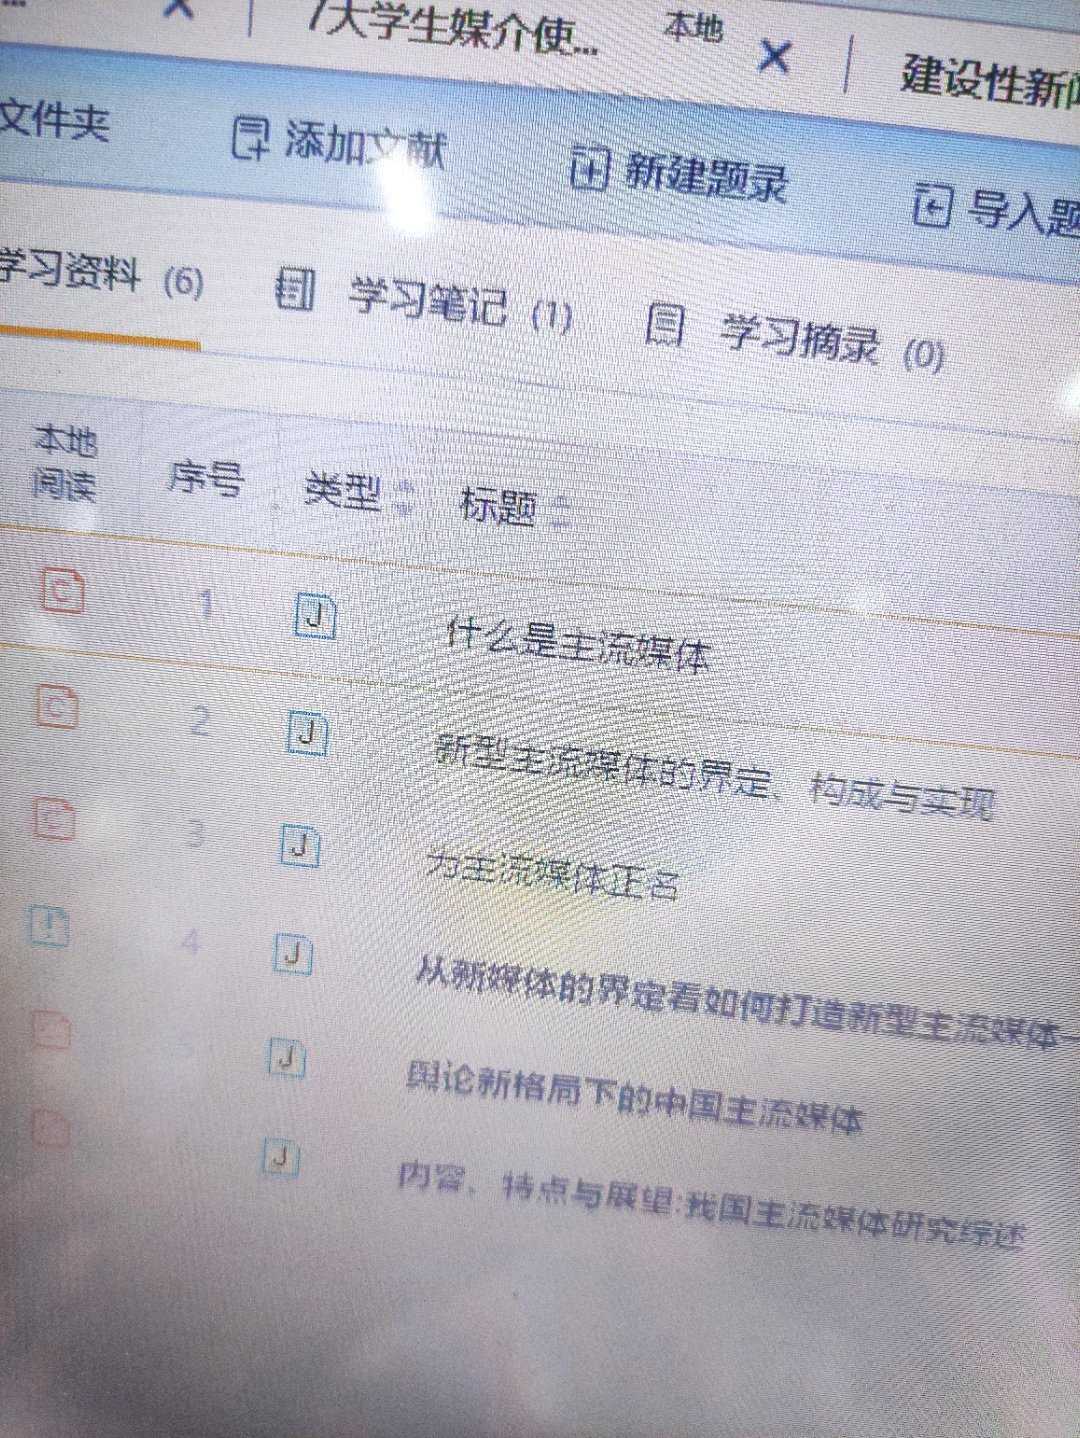 7大学生媒介使... 本地
建设性新闻
文件夹 添加文献 新建题录 导入题
学习资料 (6) 学习笔记 (1) 学习摘录 (0)
本地阅读 序号 类型 标题
C 1 J 什么是主流媒体
C 2 J 新型主流媒体的界定、构成与实现
C 3 J 为主流媒体正名
4 J 从新媒体的界定看如何打造新型主流媒体
J 舆论新格局下的中国主流媒体
J 内容、特点与展望:我国主流媒体研究综述